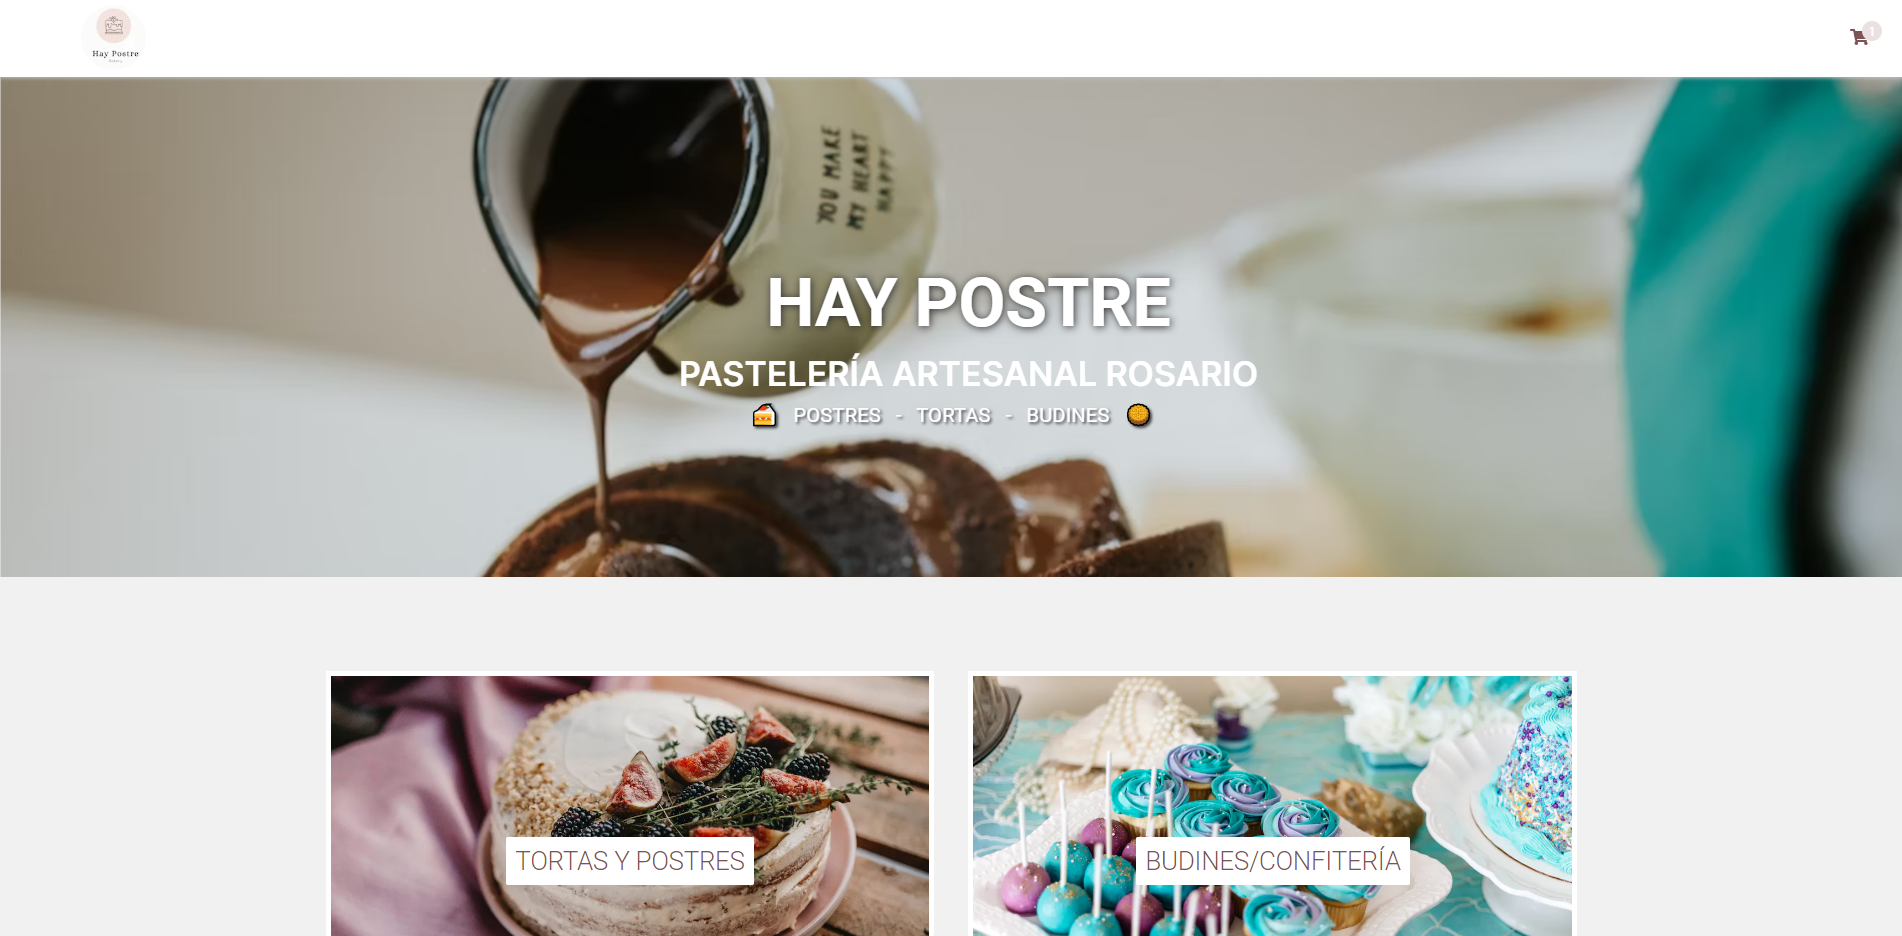 Hay Postre
Bakery
1
YOU MAKE
MY HEART
HAPPY
HAY POSTRE
PASTELERÍA ARTESANAL ROSARIO
POSTRES - TORTAS - BUDINES
TORTAS Y POSTRES
BUDINES/CONFITERÍA